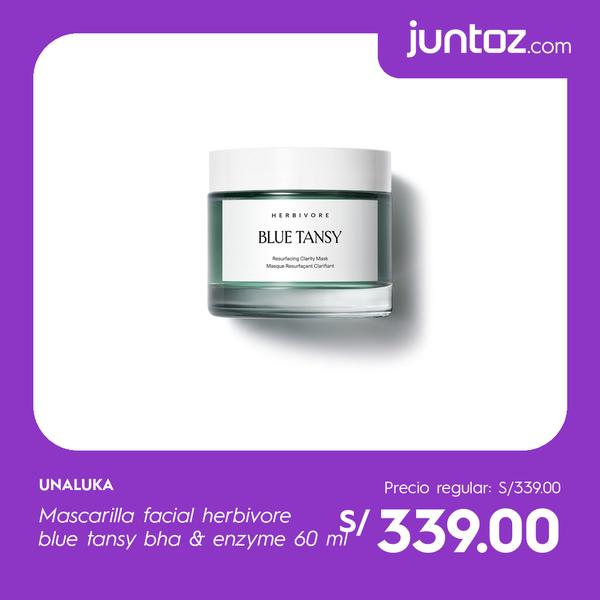 juntoz.com
HERBIVORE
BLUE TANSY
Resurfacing Clarity Mask
Masque Resurfaçant Clarifiant
UNALUKA
Mascarilla facial herbivore
blue tansy bha & enzyme 60 ml
Precio regular: S/339.00
S/ 339.00